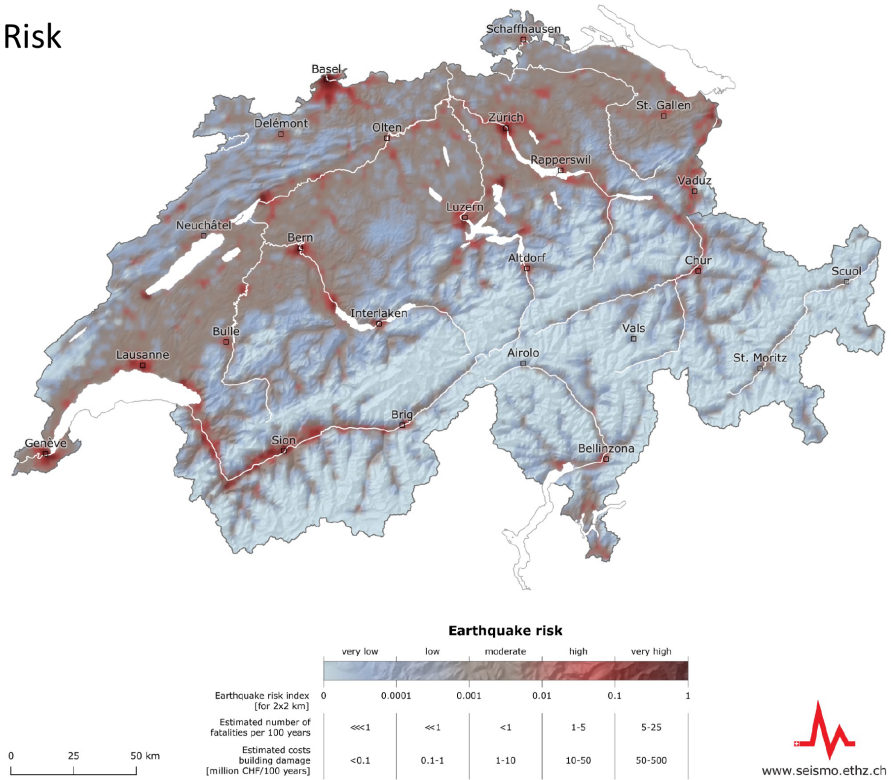 Risk
Schaffhausen
Basel
St. Gallen
Delémont
Olten
Zürich
Rapperswil
Vaduz
Luzern
Neuchâtel
Bern
Altdorf
Chur
Scuol
Interlaken
Bulle
Vals
Lausanne
Airolo
St. Moritz
Brig
Sion
Genève
Bellinzona
Earthquake risk
very low low moderate high very high
Earthquake risk index
[for 2x2 km]
0 0.0001 0.001 0.01 0.1 1
Estimated number of
fatalities per 100 years
<<<1 <<1 <1 1-5 5-25
Estimated costs
building damage
[million CHF/100 years]
<0.1 0.1-1 1-10 10-50 50-500
0 25 50 km
www.seismo.ethz.ch